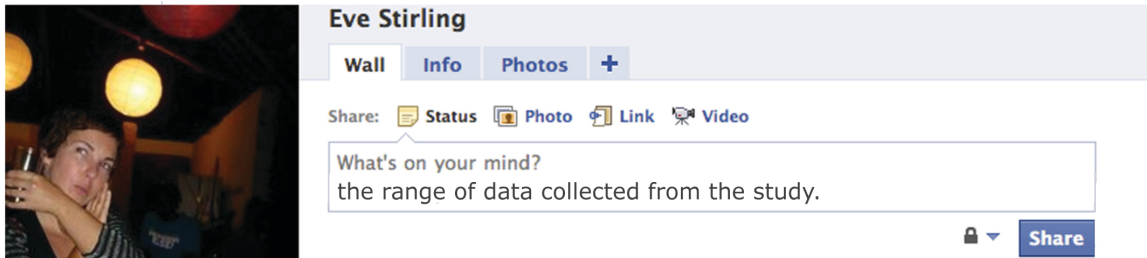 Eve Stirling
Wall Info Photos +
Share: Status Photo Link Video
What's on your mind?
the range of data collected from the study.
Share